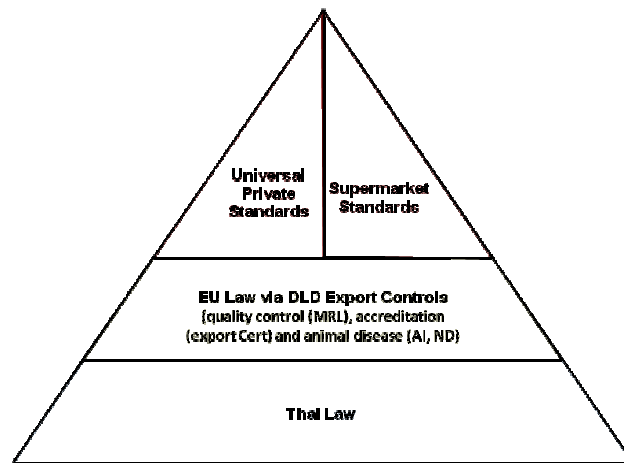 Universal
Private
Standards
Supermarket
Standards
EU Law via DLD Export Controls
(quality control (MRL), accreditation
(export Cert) and animal disease (AI, ND)
Thai Law